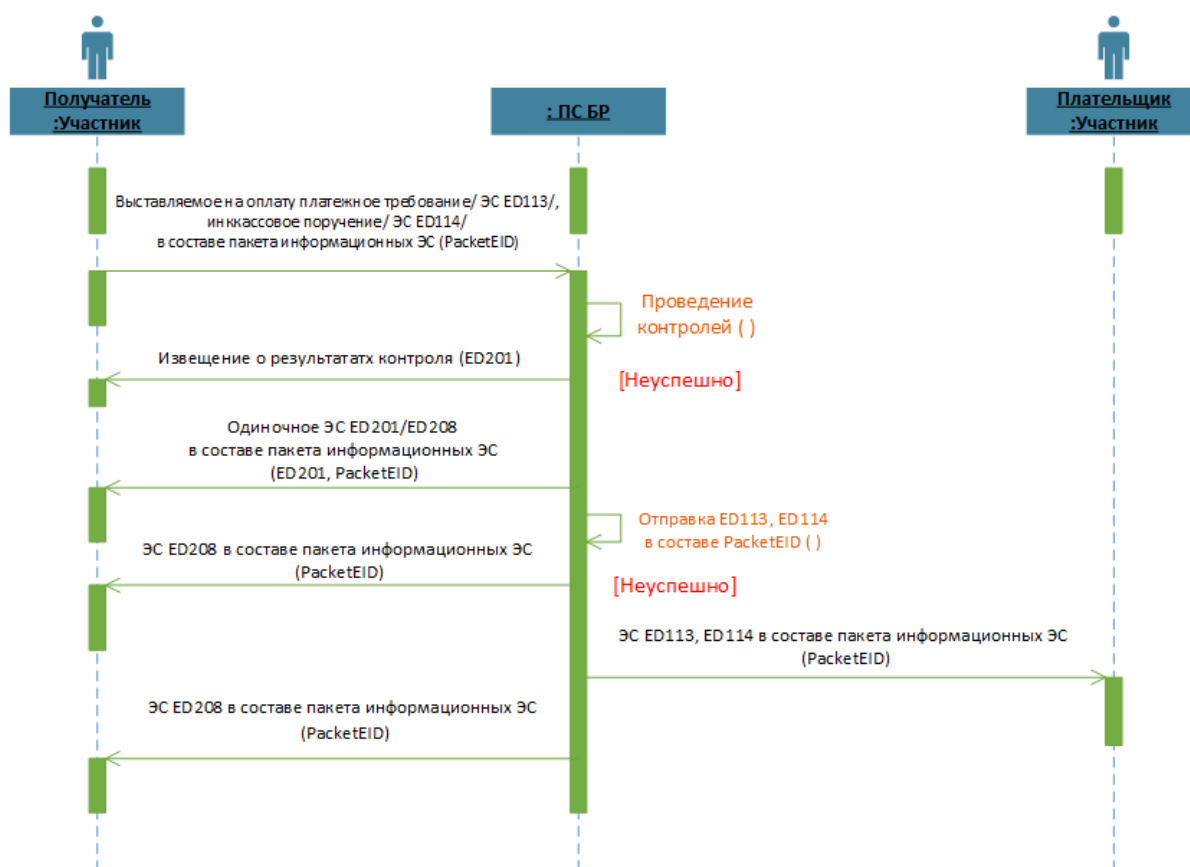 Получатель
:Участник
: ПС БР
Плательщик
:Участник
Выставляемое на оплату платежное требование/ ЭС ED113/,
инккассовое поручение/ ЭС ED114/
в составе пакета информационных ЭС (PacketEID)
Проведение
контролей ( )
Извещение о результататх контроля (ED201)
[Неуспешно]
Одиночное ЭС ED201/ED208
в составе пакета информационных ЭС
(ED201, PacketEID)
Отправка ED113, ED114
в составе PacketEID ( )
ЭС ED208 в составе пакета информационных ЭС
(PacketEID)
[Неуспешно]
ЭС ED113, ED114 в составе пакета информационных ЭС
(PacketEID)
ЭС ED208 в составе пакета информационных ЭС
(PacketEID)